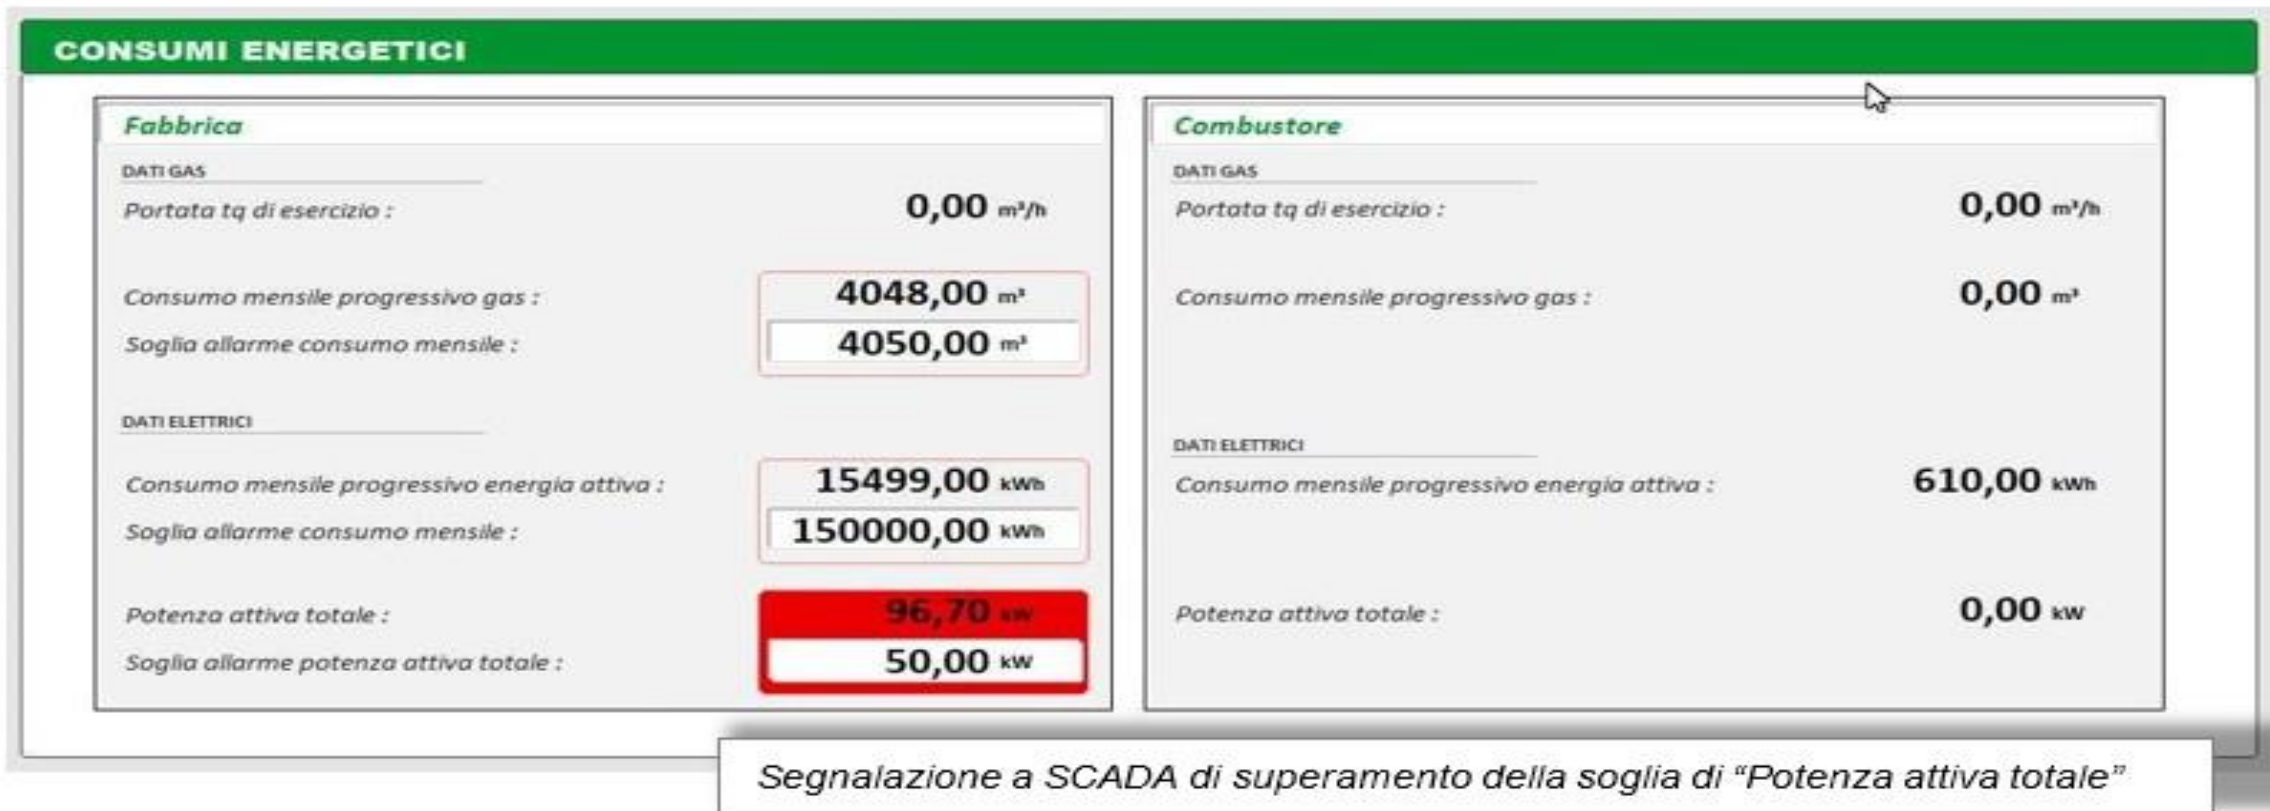 CONSUMI ENERGETICI
Fabbrica
DATI GAS
Portata tq di esercizio : 0,00 m³/h
Consumo mensile progressivo gas : 4048,00 m³
Soglia allarme consumo mensile : 4050,00 m³
DATI ELETTRICI
Consumo mensile progressivo energia attiva : 15499,00 kWh
Soglia allarme consumo mensile : 150000,00 kWh
Potenza attiva totale : 96,70 kW
Soglia allarme potenza attiva totale : 50,00 kW
Combustore
DATI GAS
Portata tq di esercizio : 0,00 m³/h
Consumo mensile progressivo gas : 0,00 m³
DATI ELETTRICI
Consumo mensile progressivo energia attiva : 610,00 kWh
Potenza attiva totale : 0,00 kW
Segnalazione a SCADA di superamento della soglia di “Potenza attiva totale”